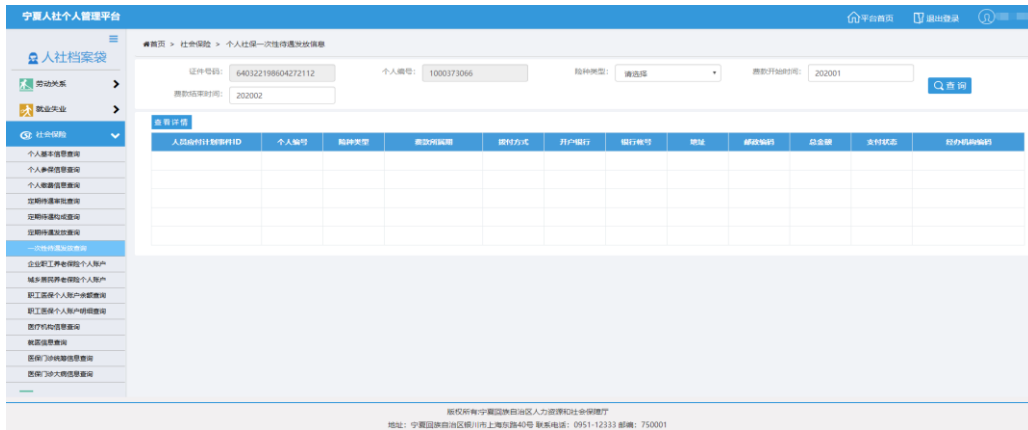 宁夏人社个人管理平台
平台首页 退出登录
人社档案袋
首页 > 社会保险 > 个人社保一次性待遇发放信息
证件号码: 640322198604272112 个人编号: 1000373066 险种类型: 请选择 费款开始时间: 202001
费款结束时间: 202002
查询
劳动关系
就业失业
社会保险
查看详情
人员应付计划事件ID 个人编号 险种类型 费款所属期 拨付方式 开户银行 银行帐号 地址 邮政编码 总金额 支付状态 经办机构编码
个人基本信息查询
个人参保信息查询
个人缴费信息查询
定期待遇审批查询
定期待遇构成查询
定期待遇发放查询
一次性待遇发放查询
企业职工养老保险个人账户
城乡居民养老保险个人账户
职工医保个人账户余额查询
职工医保个人账户明细查询
医疗机构信息查询
就医信息查询
医保门诊统筹信息查询
医保门诊大病信息查询
版权所有:宁夏回族自治区人力资源和社会保障厅
地址：宁夏回族自治区银川市上海东路40号 联系电话：0951-12333 邮编：750001